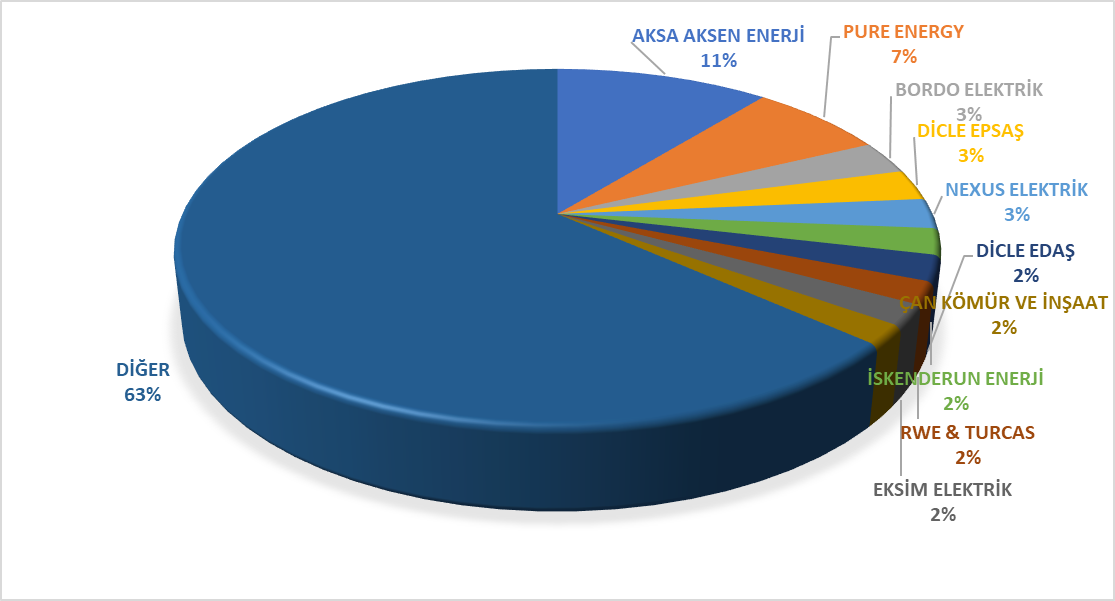 AKSA AKSEN ENERJİ
11%
PURE ENERGY
7%
BORDO ELEKTRİK
3%
DİCLE EPSAŞ
3%
NEXUS ELEKTRİK
3%
DİCLE EDAŞ
2%
ÇAN KÖMÜR VE İNŞAAT
2%
İSKENDERUN ENERJİ
2%
RWE & TURCAS
2%
EKSİM ELEKTRİK
2%
DİĞER
63%